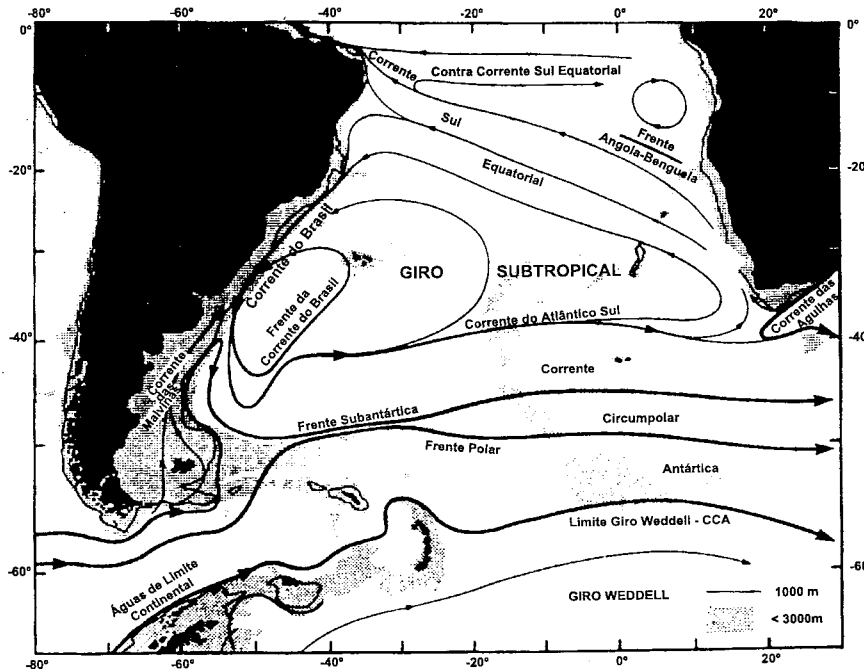 -80° -60° -40° -20° 0° 20°
0° 0°
Corrente
Contra Corrente Sul Equatorial
Sul
Frente
Angola-Benguela
Equatorial
-20° -20°
Corrente do Brasil
GIRO SUBTROPICAL
Frente da
Corrente do Brasil
Corrente do Atlântico Sul
Corrente das
Agulhas
-40° -40°
Corrente
das
Malvinas
Corrente
Frente Subantártica
Circumpolar
Frente Polar
Antártica
Limite Giro Weddell - CCA
-60° -60°
Águas de Limite
Continental
GIRO WEDDELL
1000 m
< 3000m
-80° -60° -40° -20° 0° 20°